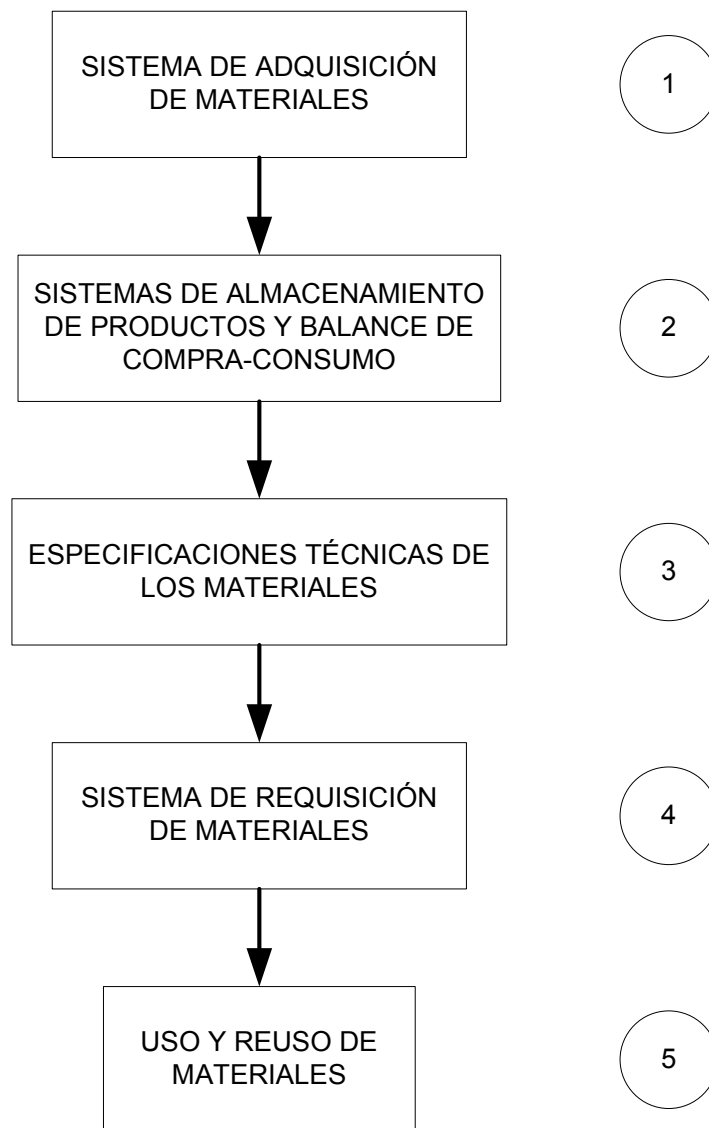 SISTEMA DE ADQUISICIÓN
DE MATERIALES
1
SISTEMAS DE ALMACENAMIENTO
DE PRODUCTOS Y BALANCE DE
COMPRA-CONSUMO
2
ESPECIFICACIONES TÉCNICAS DE
LOS MATERIALES
3
SISTEMA DE REQUISICIÓN
DE MATERIALES
4
USO Y REUSO DE
MATERIALES
5